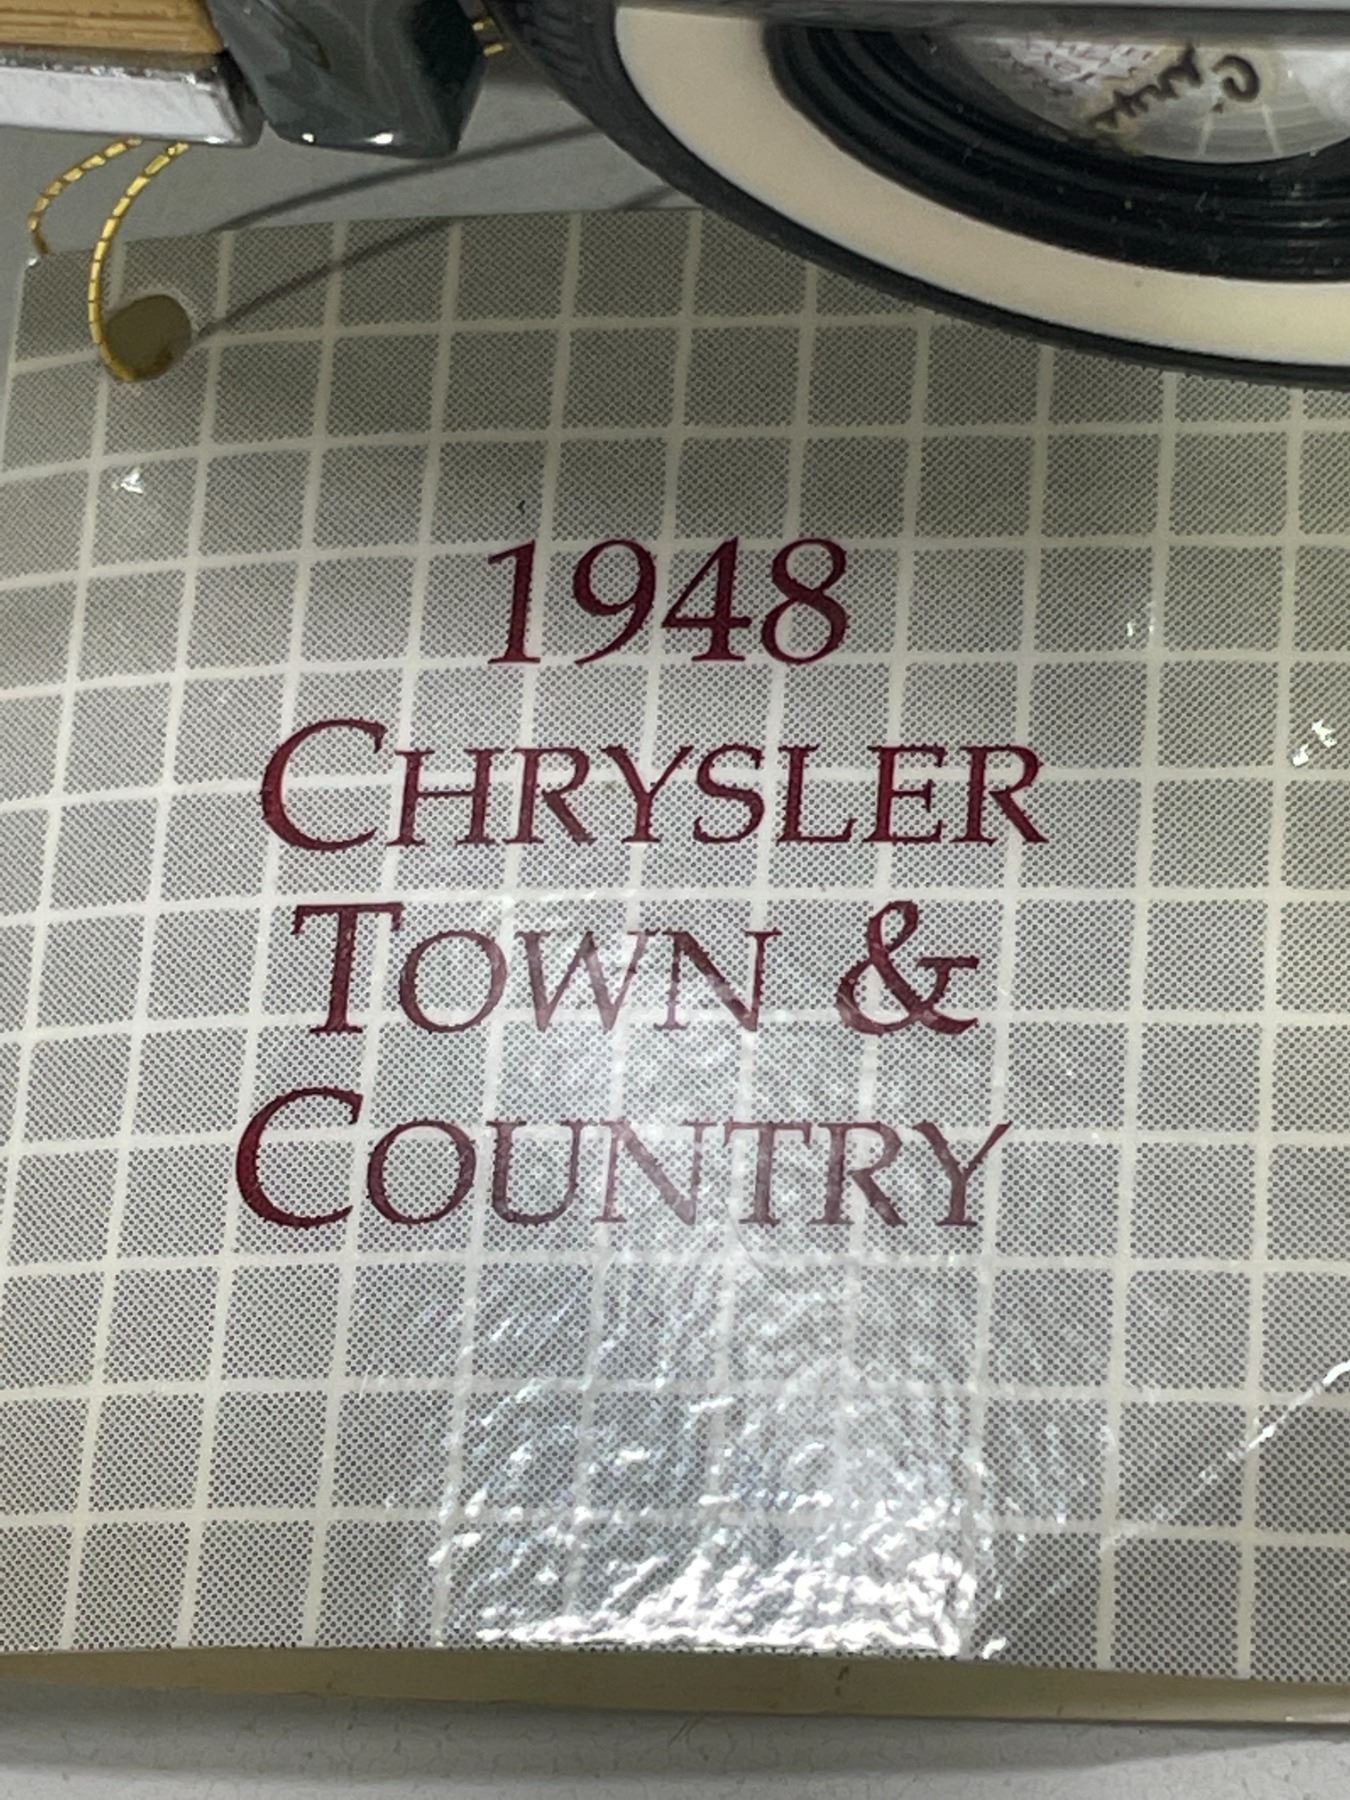 1948
CHRYSLER
TOWN &
COUNTRY